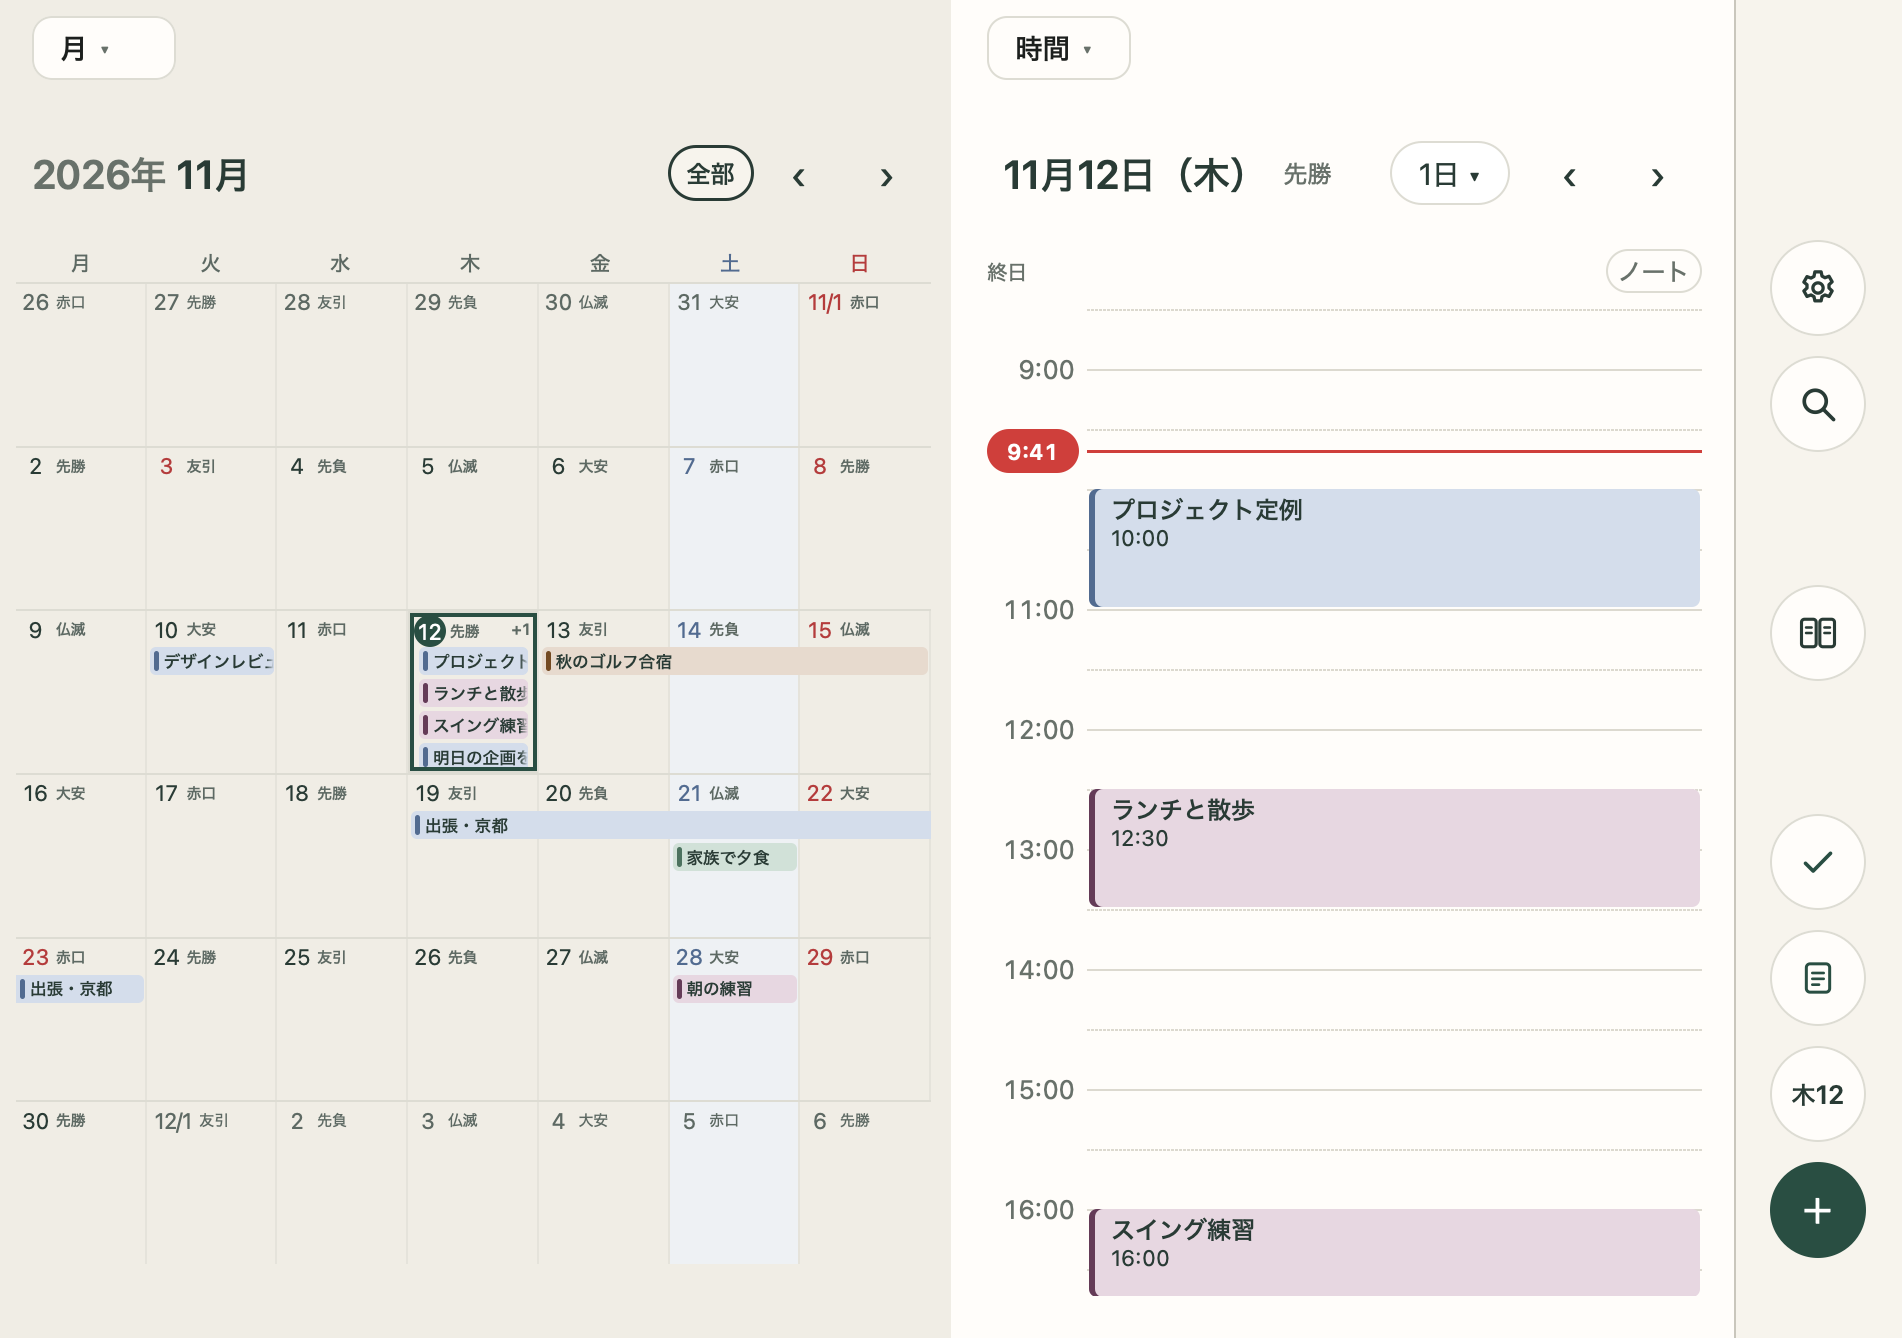 月 ▾
2026年 11月
全部 ‹ ›
月 火 水 木 金 土 日
26 赤口 27 先勝 28 友引 29 先負 30 仏滅 31 大安 11/1 赤口
2 先勝 3 友引 4 先負 5 仏滅 6 大安 7 赤口 8 先勝
9 仏滅 10 大安 11 赤口 12 先勝 +1 13 友引 14 先負 15 仏滅
デザインレビュ プロジェクト 秋のゴルフ合宿
ランチと散歩
スイング練習
明日の企画を
16 大安 17 赤口 18 先勝 19 友引 20 先負 21 仏滅 22 大安
出張・京都
家族で夕食
23 赤口 24 先勝 25 友引 26 先負 27 仏滅 28 大安 29 赤口
出張・京都 朝の練習
30 先勝 12/1 友引 2 先負 3 仏滅 4 大安 5 赤口 6 先勝
時間 ▾
11月12日（木） 先勝 1日 ▾ ‹ ›
終日 ノート
9:00
9:41
プロジェクト定例
10:00
11:00
12:00
ランチと散歩
12:30
13:00
14:00
15:00
16:00
スイング練習
16:00
木12